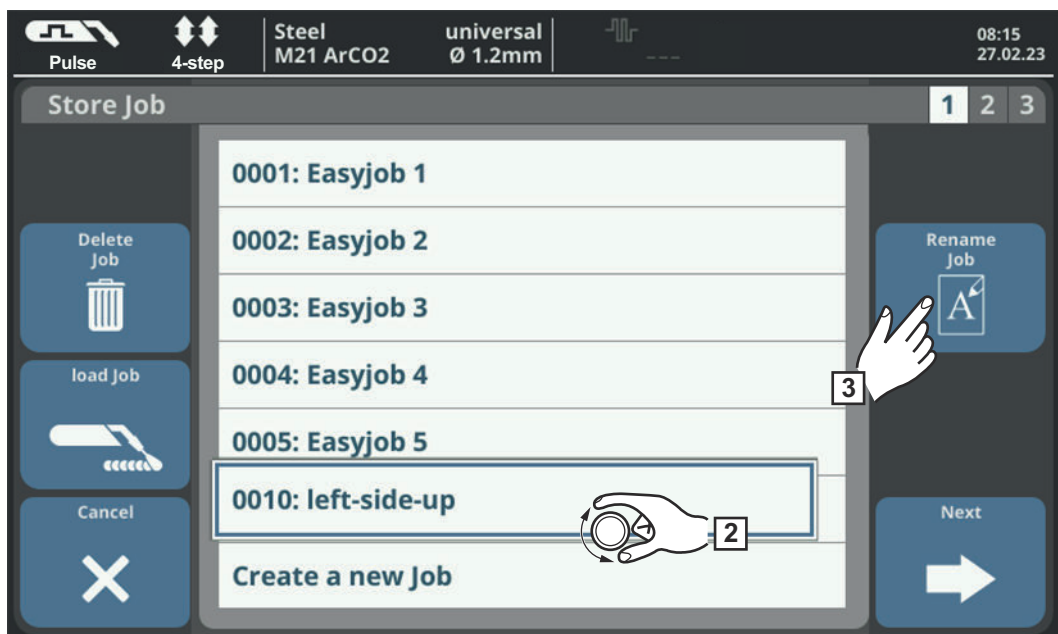 Pulse
4-step
Steel universal
M21 ArCO2 Ø 1.2mm
---
08:15
27.02.23
Store Job
1 2 3
0001: Easyjob 1
0002: Easyjob 2
0003: Easyjob 3
0004: Easyjob 4
0005: Easyjob 5
0010: left-side-up
Create a new Job
Delete
Job
load Job
Cancel
Rename
Job
A
3
2
Next